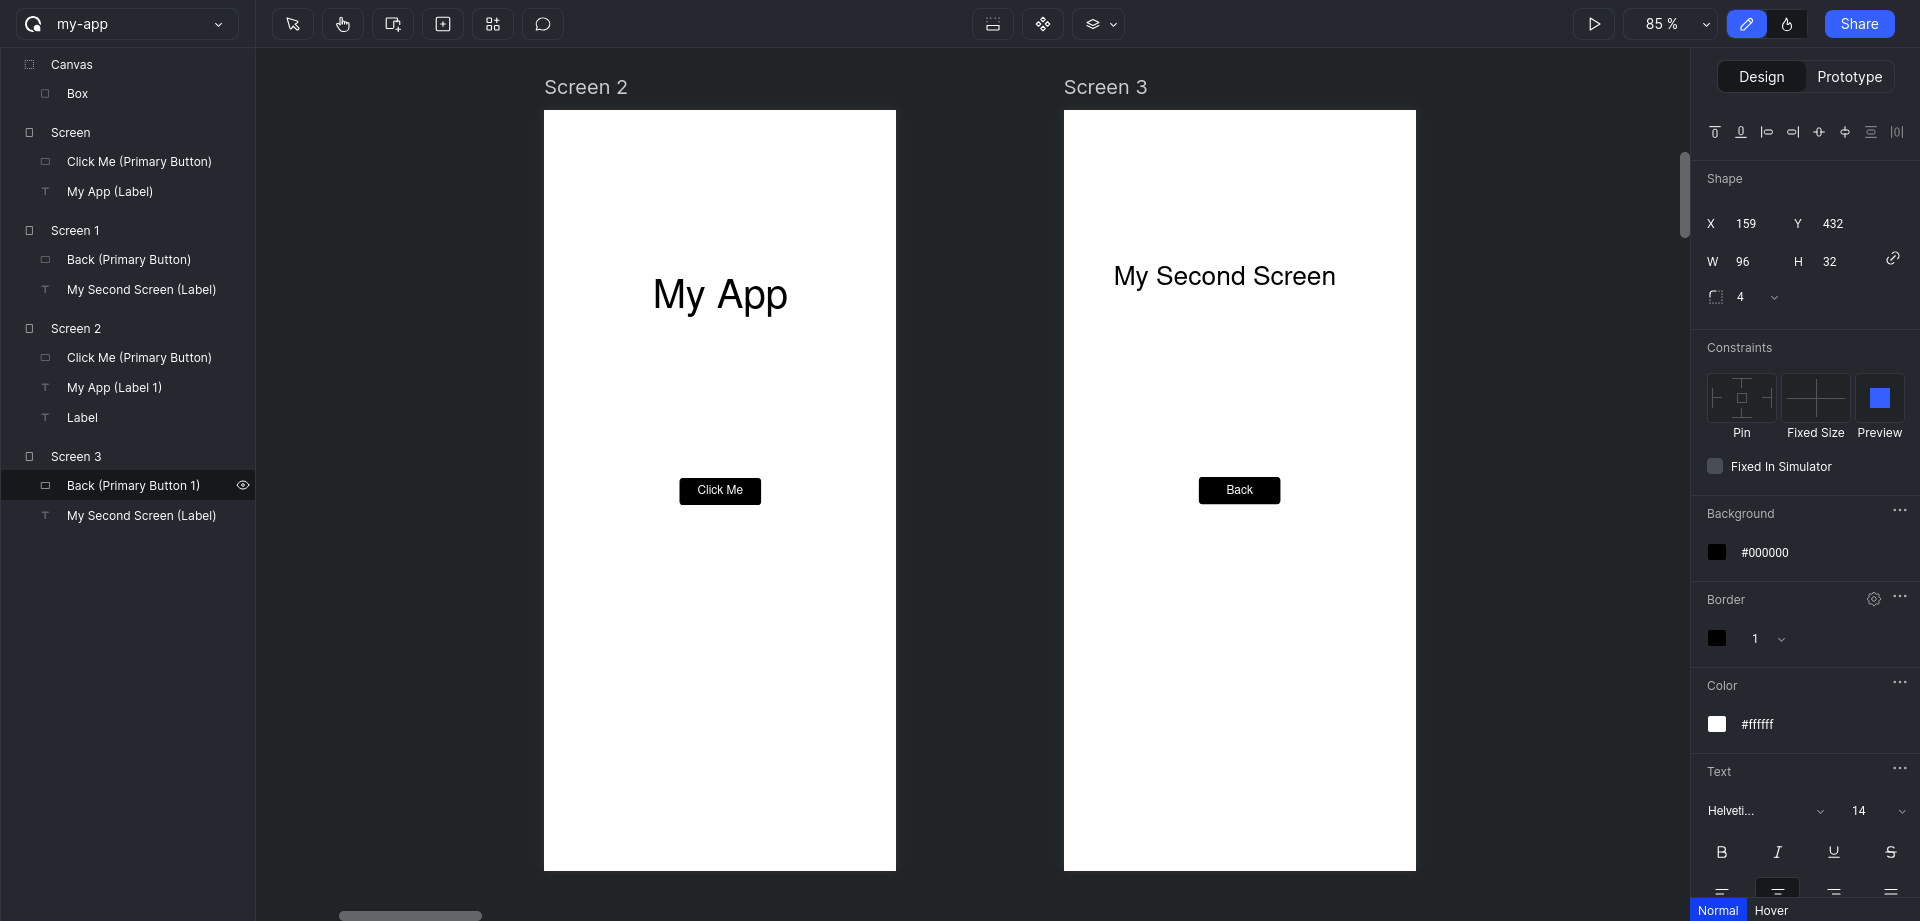 my-app
85 %
Share
Canvas
Box
Screen
Click Me (Primary Button)
My App (Label)
Screen 1
Back (Primary Button)
My Second Screen (Label)
Screen 2
Click Me (Primary Button)
My App (Label 1)
Label
Screen 3
Back (Primary Button 1)
My Second Screen (Label)
Screen 2
My App
Click Me
Screen 3
My Second Screen
Back
Design
Prototype
Shape
X 159 Y 432
W 96 H 32
4
Constraints
Pin
Fixed Size
Preview
Fixed In Simulator
Background
#000000
Border
1
Color
#ffffff
Text
Helveti...
14
B I U S
Normal
Hover